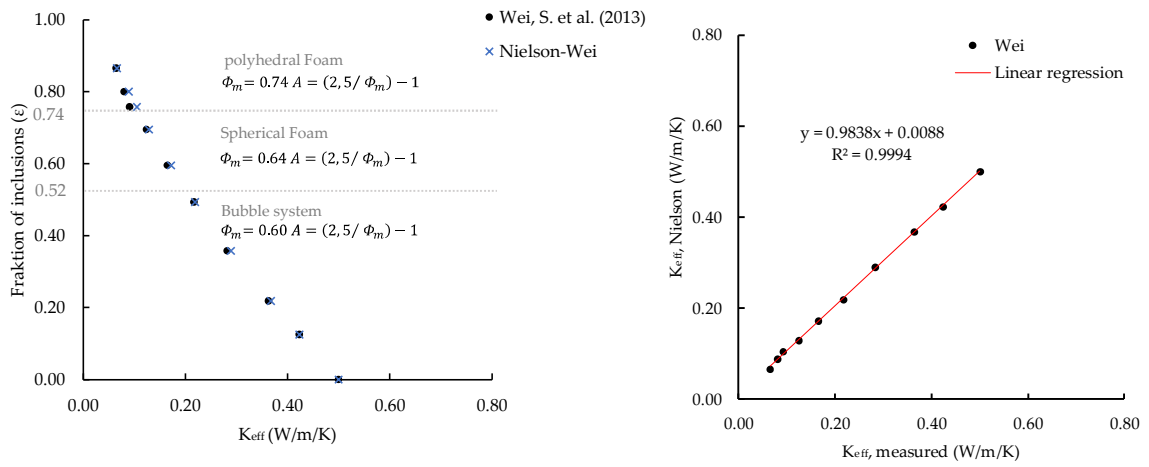 Wei, S. et al. (2013)
Nielson-Wei
1.00
0.80
0.74
0.60
0.52
0.40
0.20
0.00
Fraktion of inclusions (ε)
polyhedral Foam
Φm= 0.74 A = (2,5/ Φm) − 1
Spherical Foam
Φm= 0.64 A = (2,5/ Φm) − 1
Bubble system
Φm= 0.60 A = (2,5/ Φm) − 1
0.00 0.20 0.40 0.60 0.80
Keff (W/m/K)
Wei
Linear regression
y = 0.9838x + 0.0088
R² = 0.9994
0.80
0.60
0.40
0.20
0.00
Keff, Nielson (W/m/K)
0.00 0.20 0.40 0.60 0.80
Keff, measured (W/m/K)